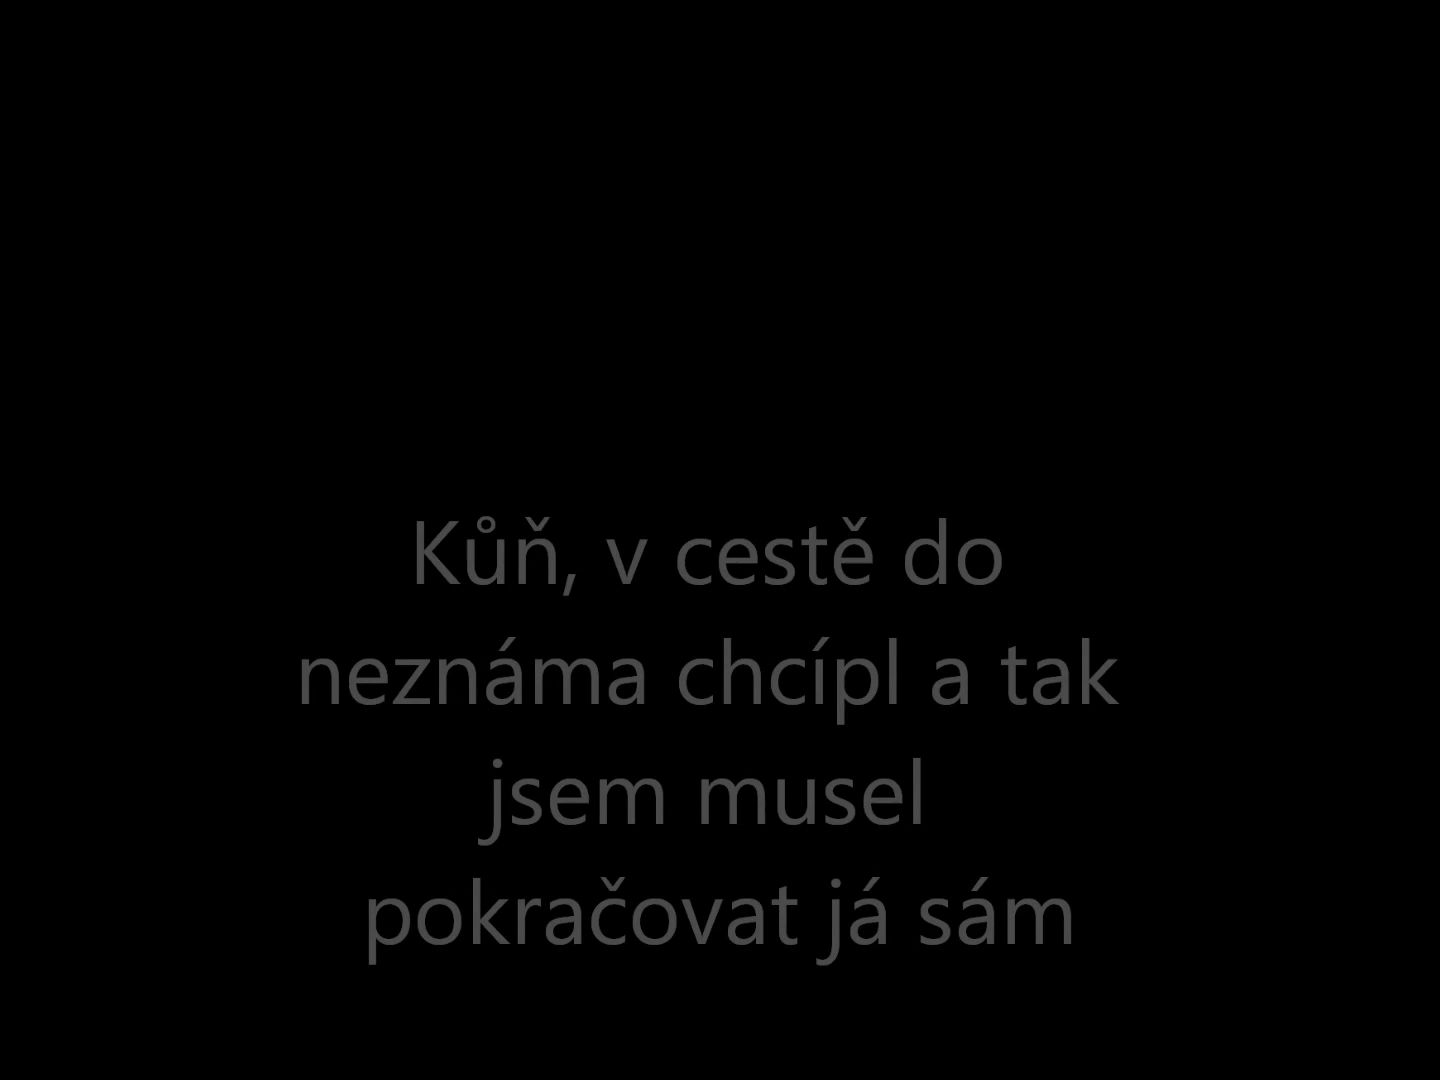 Kůň, v cestě do
neznáma chcípl a tak
jsem musel
pokračovat já sám